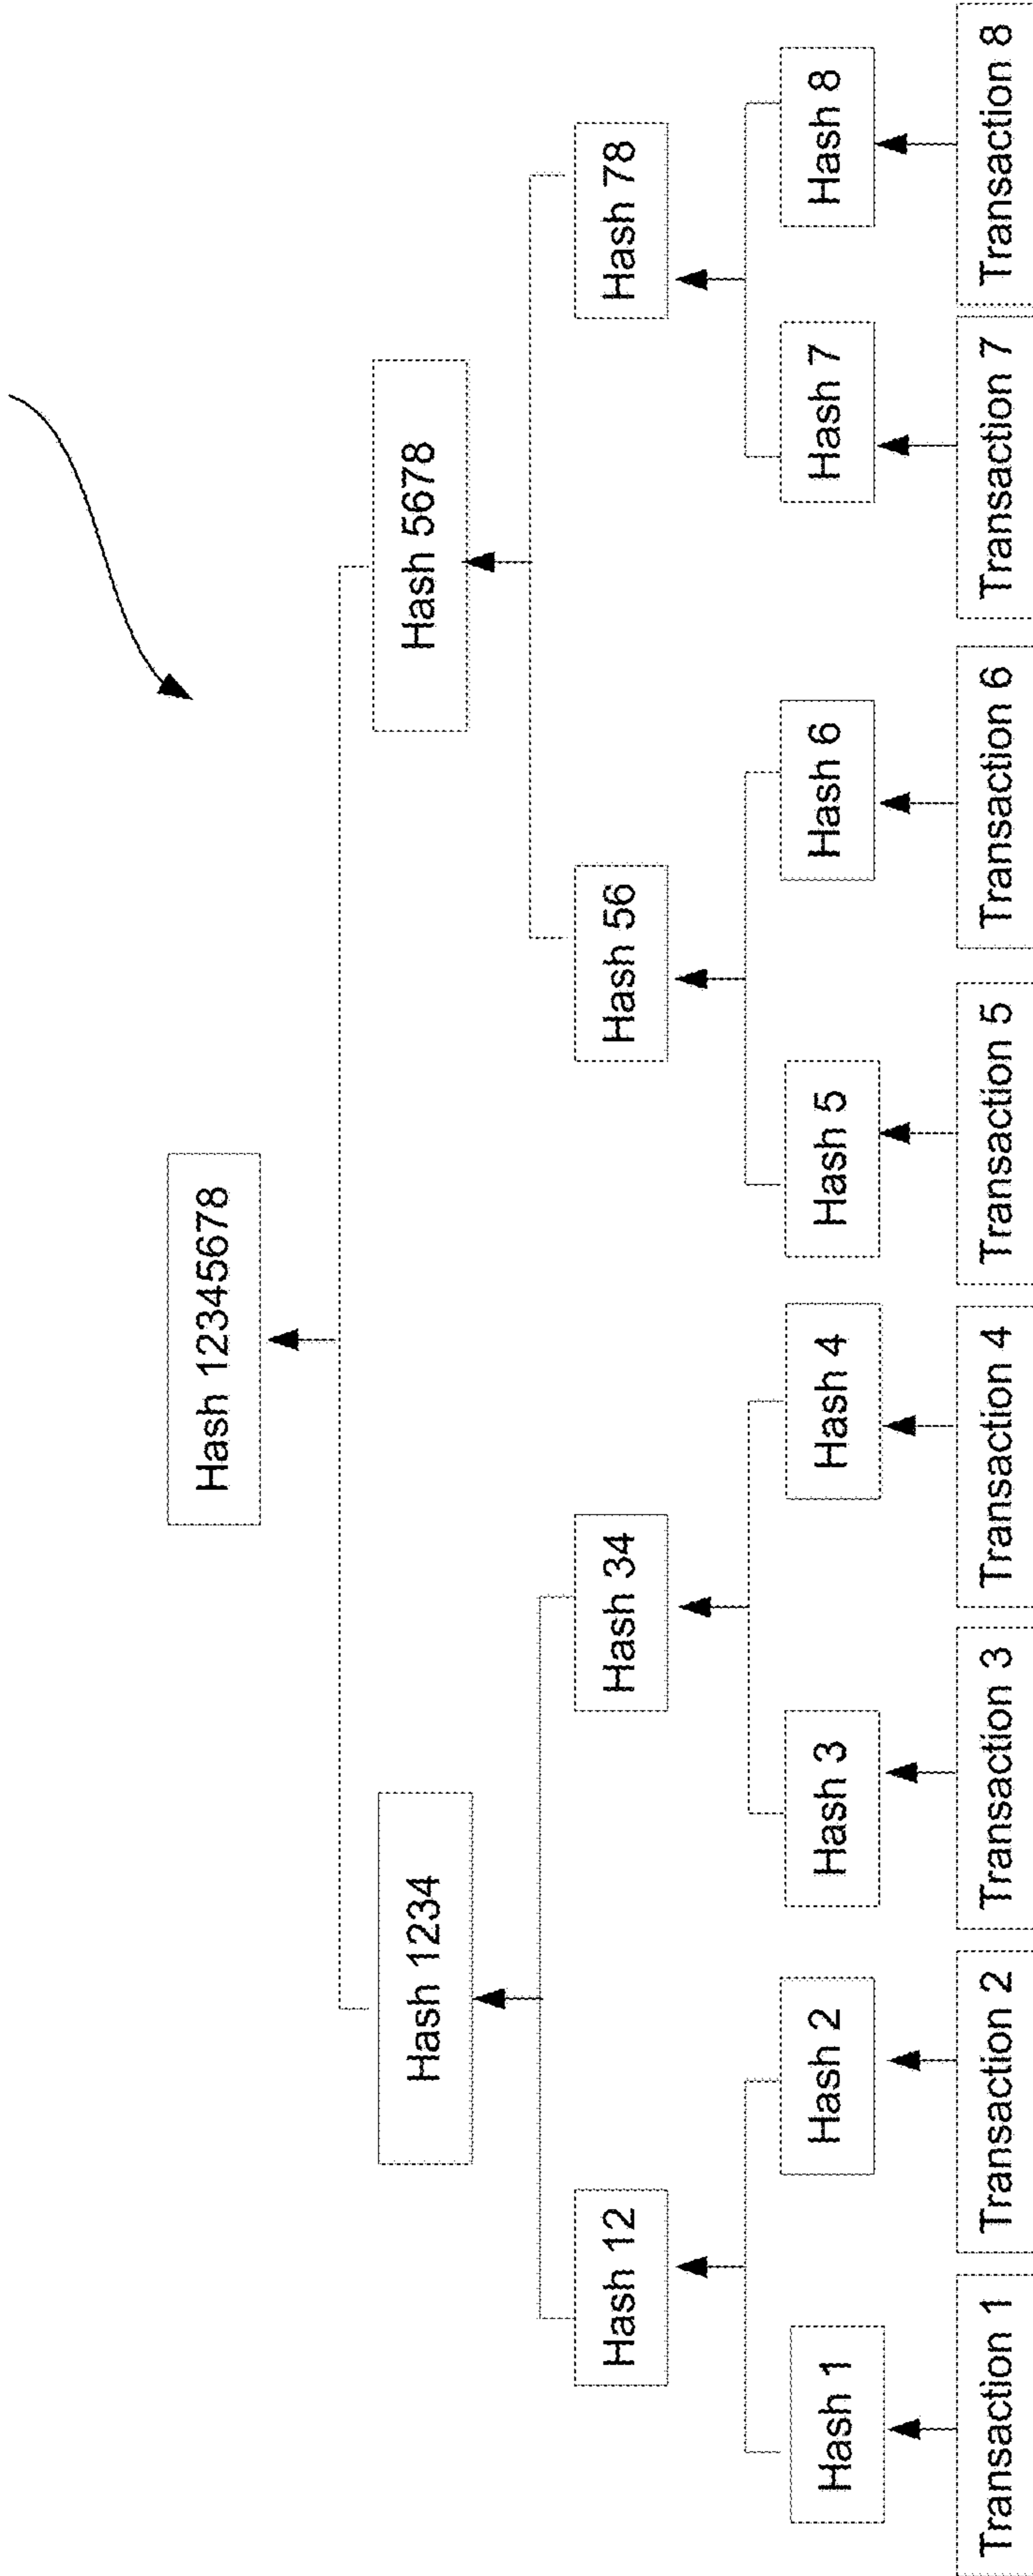 Hash 12345678
Hash 1234
Hash 5678
Hash 12
Hash 34
Hash 56
Hash 78
Hash 1
Hash 2
Hash 3
Hash 4
Hash 5
Hash 6
Hash 7
Hash 8
Transaction 1
Transaction 2
Transaction 3
Transaction 4
Transaction 5
Transaction 6
Transaction 7
Transaction 8